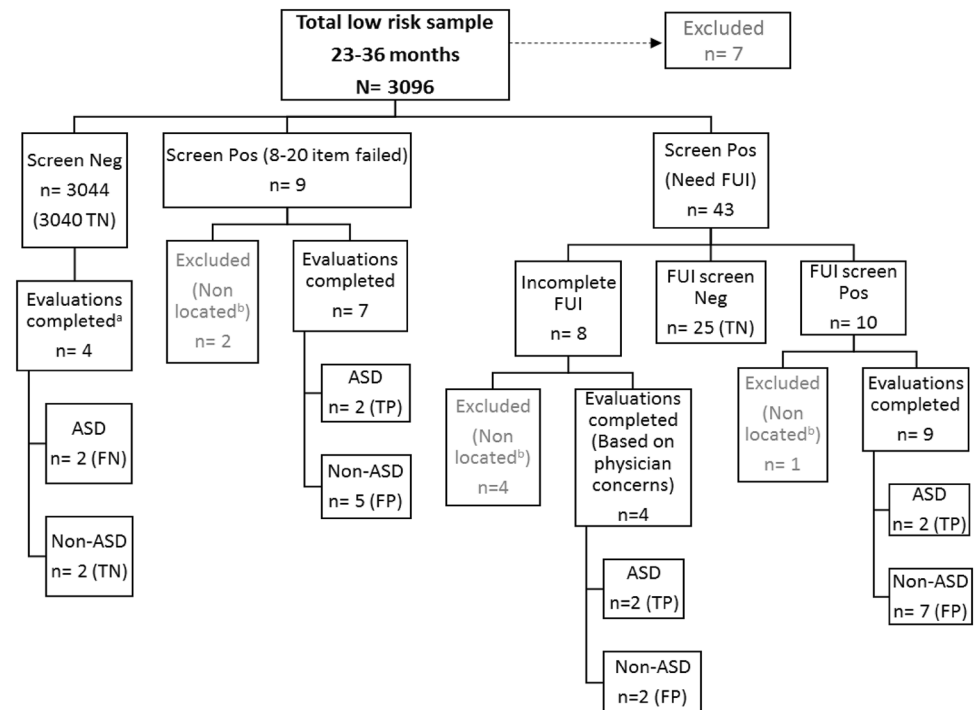 Total low risk sample
23-36 months
N= 3096
Excluded
n= 7
Screen Neg
n= 3044
(3040 TN)
Evaluations
completedᵃ
n= 4
ASD
n= 2 (FN)
Non-ASD
n= 2 (TN)
Screen Pos (8-20 item failed)
n= 9
Excluded
(Non
locatedᵇ)
n= 2
Evaluations
completed
n= 7
ASD
n= 2 (TP)
Non-ASD
n= 5 (FP)
Screen Pos
(Need FUI)
n= 43
Incomplete
FUI
n= 8
Excluded
(Non
locatedᵇ)
n=4
Evaluations
completed
(Based on
physician
concerns)
n=4
ASD
n=2 (TP)
Non-ASD
n=2 (FP)
FUI screen
Neg
n= 25 (TN)
FUI screen
Pos
n= 10
Excluded
(Non
locatedᵇ)
n= 1
Evaluations
completed
n= 9
ASD
n= 2 (TP)
Non-ASD
n= 7 (FP)